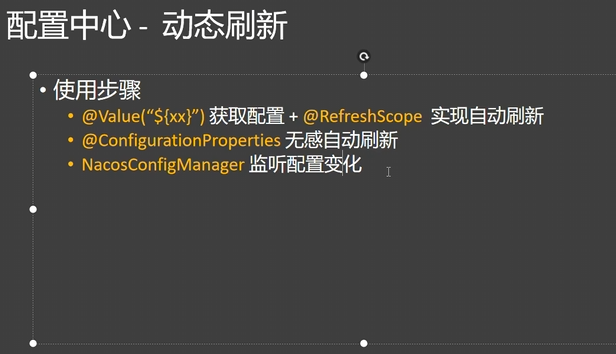 配置中心 - 动态刷新
• 使用步骤
• @Value(“${xx}”) 获取配置 + @RefreshScope 实现自动刷新
• @ConfigurationProperties 无感自动刷新
• NacosConfigManager 监听配置变化